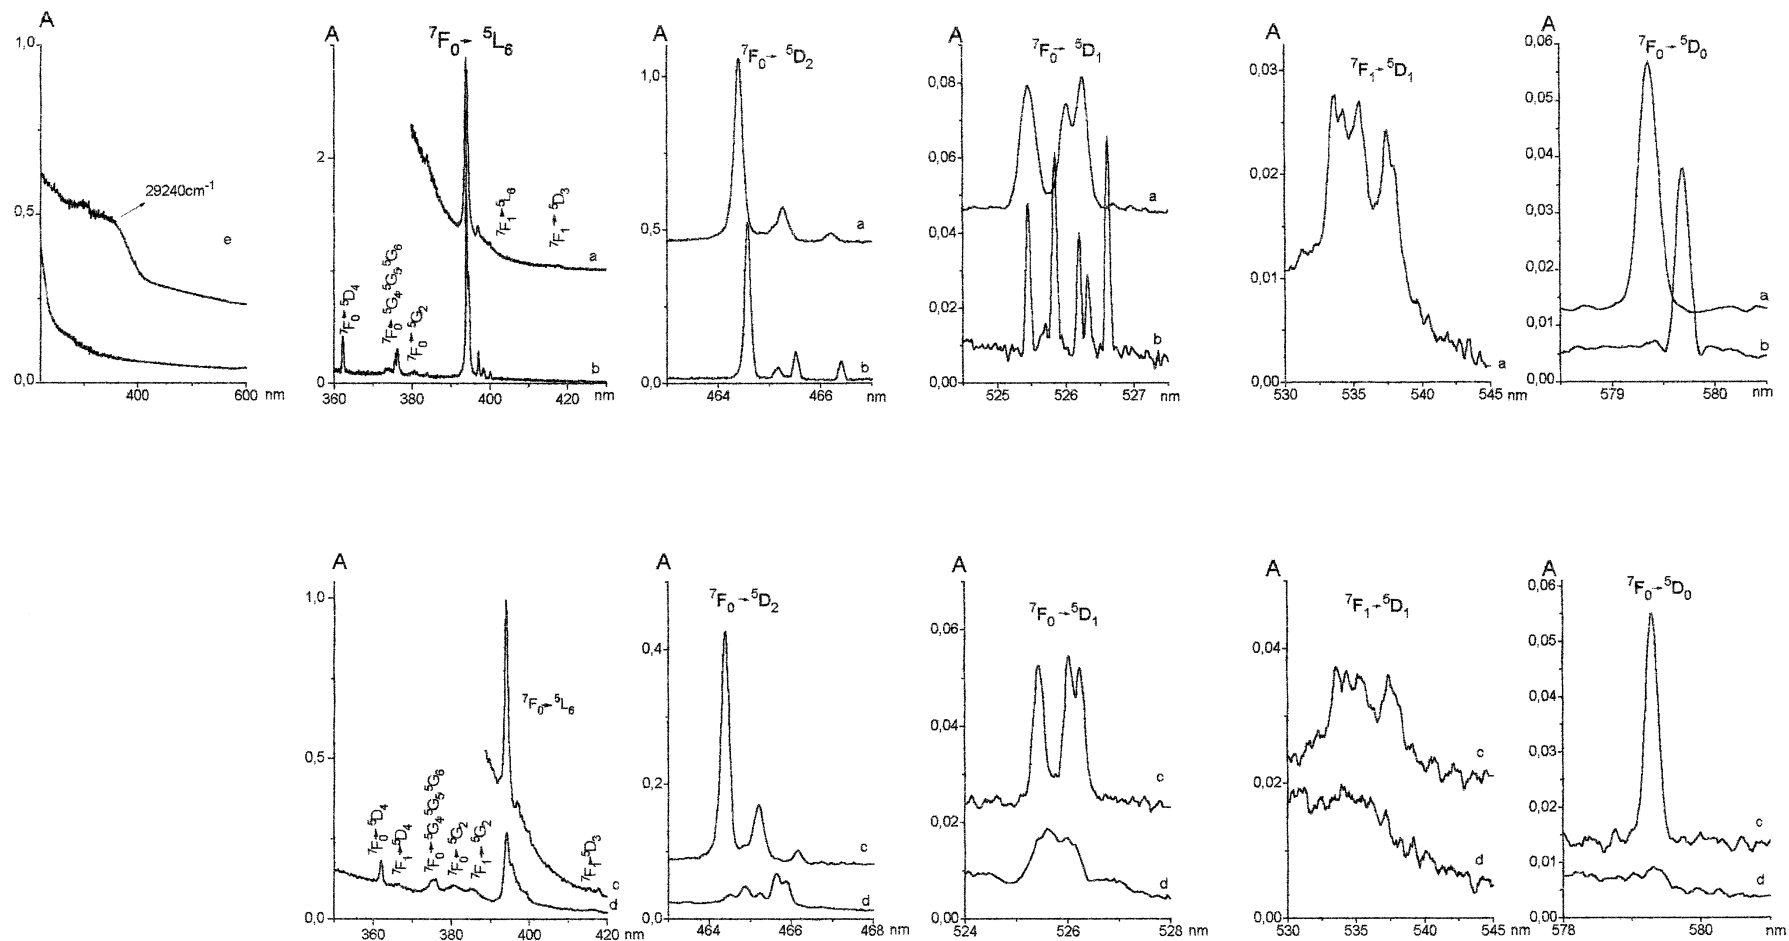 A
1,0
0,5
0,0
400
600
nm
29240cm⁻¹
e
A
⁷F₀→ ⁵L₆
2
0
360
380
400
420
nm
⁷F₀→⁵D₄
⁷F₀→⁵G₄⁵G₅⁵G₆
⁷F₀→⁵G₂
⁷F₁→⁵L₆
⁷F₁→⁵D₃
a
b
A
⁷F₀→ ⁵D₂
1,0
0,5
0,0
464
466
nm
a
b
A
⁷F₀→ ⁵D₁
0,08
0,06
0,04
0,02
0,00
525
526
527
nm
a
b
A
⁷F₁→⁵D₁
0,03
0,02
0,01
0,00
530
535
540
545 nm
a
A
⁷F₀→⁵D₀
0,06
0,05
0,04
0,03
0,02
0,01
0,00
579
580
nm
a
b
A
1,0
0,5
0,0
360
380
400
420 nm
⁷F₀→⁵L₆
⁷F₀→⁵D₄
⁷F₁→⁵D₄
⁷F₀→⁵G₄⁵G₅⁵G₆
⁷F₀→⁵G₂
⁷F₁→⁵G₂
⁷F₁→⁵D₃
c
d
A
⁷F₀→⁵D₂
0,4
0,2
0,0
464
466
468 nm
c
d
A
⁷F₀→⁵D₁
0,06
0,04
0,02
0,00
524
526
528 nm
c
d
A
⁷F₁→⁵D₁
0,04
0,02
0,00
530
535
540
545 nm
c
d
A
⁷F₀→⁵D₀
0,06
0,05
0,04
0,03
0,02
0,01
0,00
578
580
nm
c
d